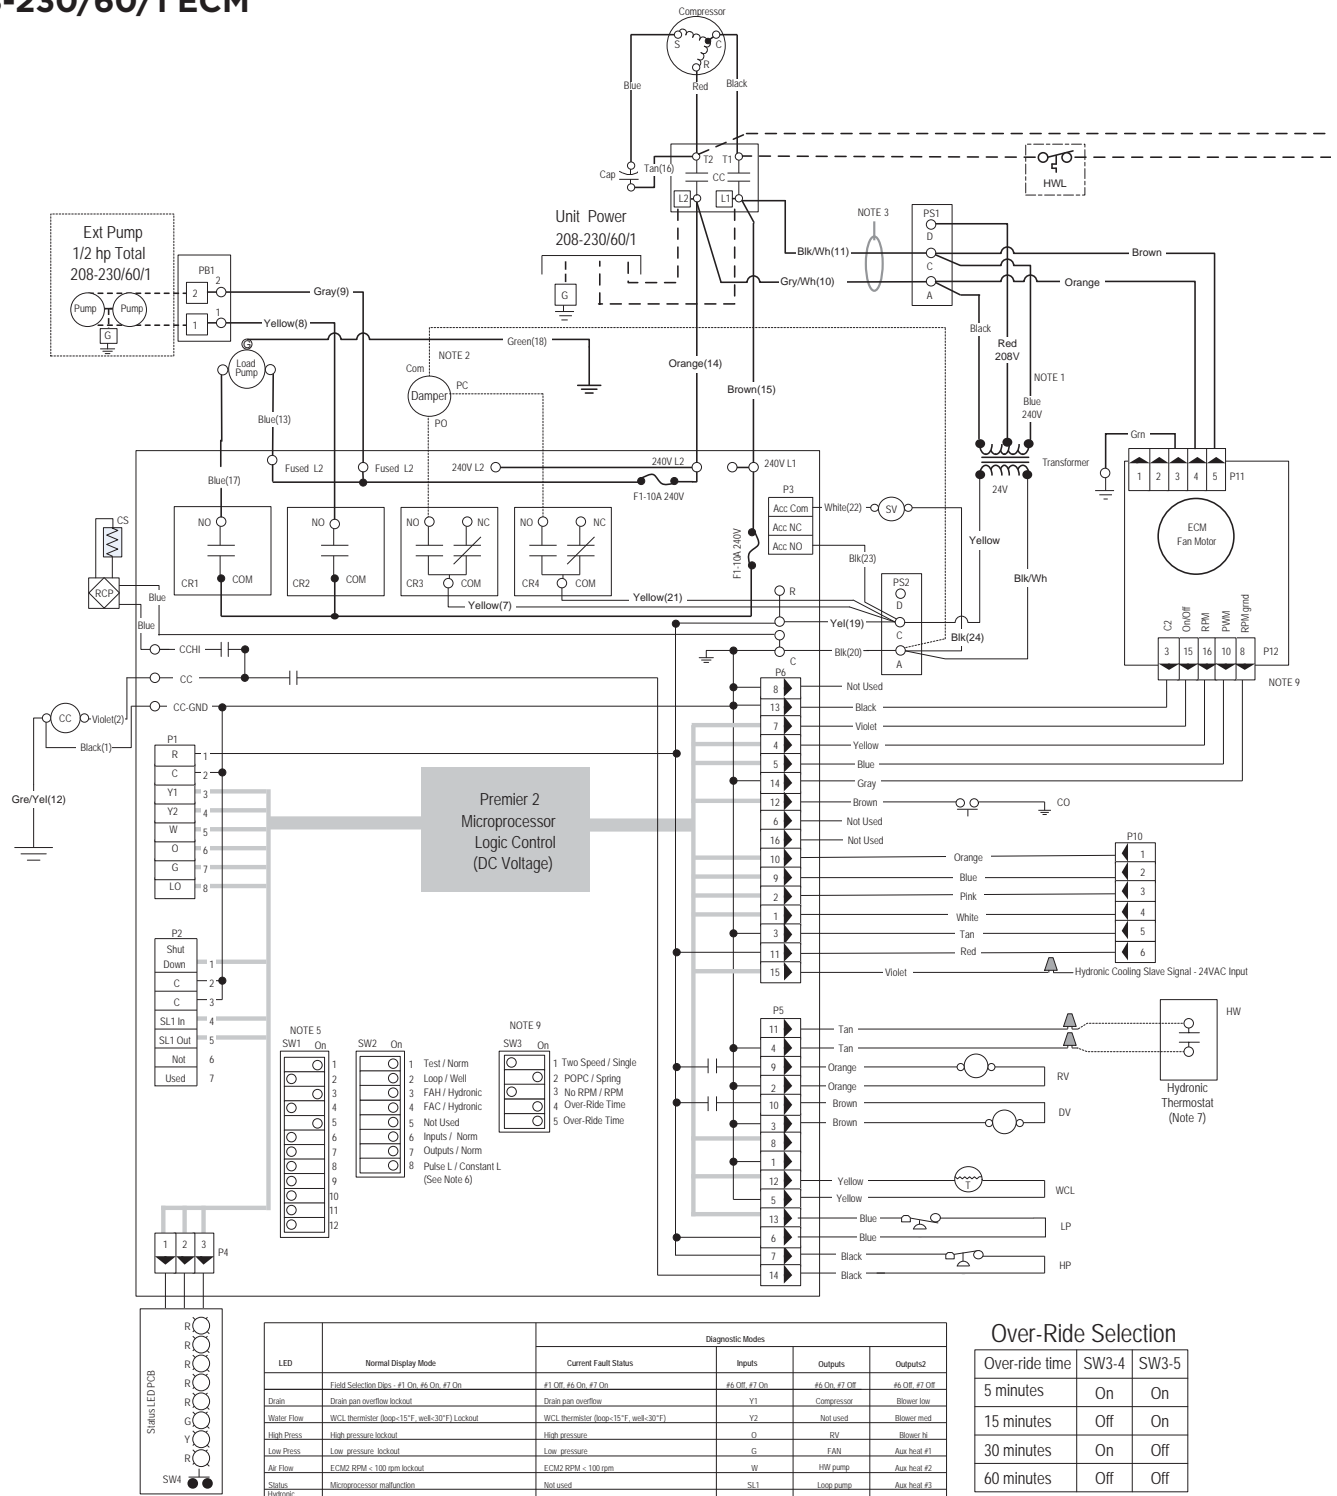 -230/60/1 ECM
Compressor
S
C
R
Blue
Red
Black
T2
T1
Cap
Tan(16)
CC
L2
L1
HWL
Unit Power
208-230/60/1
G
NOTE 3
PS1
D
C
A
Blk/Wh(11)
Gry/Wh(10)
Brown
Orange
Ext Pump
1/2 hp Total
208-230/60/1
Pump
Pump
G
PB1
2
2
1
1
Gray(9)
Yellow(8)
Green(18)
G
Load
Pump
Blue(13)
NOTE 2
Com
Damper
PC
PO
Orange(14)
Brown(15)
Black
Red
208V
NOTE 1
Blue
240V
Transformer
24V
Grn
1 2 3 4 5 P11
ECM
Fan Motor
C2
On/Off
RPM
PWM
RPM grnd
3 15 16 10 8 P12
NOTE 9
Fused L2
Fused L2
240V L2
240V L2
240V L1
F1-10A 240V
F1-10A 240V
Blue(17)
P3
Acc Com
Acc NC
Acc NO
White(22)
SV
Blk(23)
Yellow
Blk/Wh
CS
RCP
Blue
Blue
NO
CR1
COM
NO
CR2
COM
NO
NC
CR3
COM
NO
NC
CR4
COM
Yellow(7)
Yellow(21)
R
C
PS2
D
C
A
Yel(19)
Blk(20)
Blk(24)
CCHI
CC
CC-GND
CC
Violet(2)
Black(1)
Gre/Yel(12)
P1
R 1
C 2
Y1 3
Y2 4
W 5
O 6
G 7
LO 8
P2
Shut
Down 1
C 2
C 3
SL1 In 4
SL1 Out 5
Not 6
Used 7
Premier 2
Microprocessor
Logic Control
(DC Voltage)
P6
8 Not Used
13 Black
7 Violet
4 Yellow
5 Blue
14 Gray
12 Brown
CO
6 Not Used
16 Not Used
10 Orange
9 Blue
2 Pink
1 White
3 Tan
11 Red
15 Violet
Hydronic Cooling Slave Signal - 24VAC Input
P10
1
2
3
4
5
6
P5
11 Tan
4 Tan
9 Orange
2 Orange
10 Brown
3 Brown
8
1
12 Yellow
5 Yellow
13 Blue
6 Blue
7 Black
14 Black
RV
DV
T
WCL
LP
HP
HW
Hydronic
Thermostat
(Note 7)
NOTE 5
SW1 On
1
2
3
4
5
6
7
8
9
10
11
12
SW2 On
1 Test / Norm
2 Loop / Well
3 FAH / Hydronic
4 FAC / Hydronic
5 Not Used
6 Inputs / Norm
7 Outputs / Norm
8 Pulse L / Constant L
(See Note 6)
NOTE 9
SW3 On
1 Two Speed / Single
2 POPC / Spring
3 No RPM / RPM
4 Over-Ride Time
5 Over-Ride Time
1 2 3 P4
Status LED PCB
R
R
R
R
R
G
Y
R
SW4
Diagnostic Modes
LED Normal Display Mode Current Fault Status Inputs Outputs Outputs2
Field Selection Dips - #1 On, #6 On, #7 On #1 Off, #6 On, #7 On #6 Off, #7 On #6 On, #7 Off #6 Off, #7 Off
Drain Drain pan overflow lockout Drain pan overflow Y1 Compressor Blower low
Water Flow WCL thermister (loop<15°F, well<30°F) Lockout WCL thermister (loop<15°F, well<30°F) Y2 Not used Blower med
High Press High pressure lockout High pressure O RV Blower hi
Low Press Low pressure lockout Low pressure G FAN Aux heat #1
Air Flow ECM2 RPM < 100 rpm lockout ECM2 RPM < 100 rpm W HW pump Aux heat #2
Status Microprocessor malfunction Not used SL1 Loop pump Aux heat #3
Hydronic
Over-Ride Selection
Over-ride time SW3-4 SW3-5
5 minutes On On
15 minutes Off On
30 minutes On Off
60 minutes Off Off